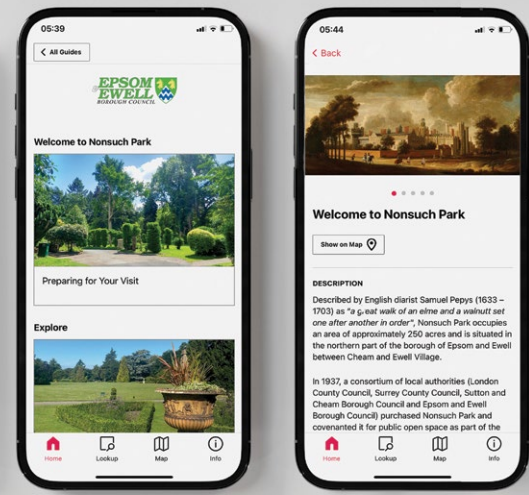 05:39
All Guides
EPSOM
EWELL
BOROUGH COUNCIL
Welcome to Nonsuch Park
Preparing for Your Visit
Explore
Home Lookup Map Info
05:44
Back
Welcome to Nonsuch Park
Show on Map
DESCRIPTION
Described by English diarist Samuel Pepys (1633 –
1703) as "a great walk of an elme and a walnutt set
one after another in order", Nonsuch Park occupies
an area of approximately 250 acres and is situated in
the northern part of the borough of Epsom and Ewell
between Cheam and Ewell Village.
In 1937, a consortium of local authorities (London
County Council, Surrey County Council, Sutton and
Cheam Borough Council and Epsom and Ewell
Borough Council) purchased Nonsuch Park and
covenanted it for public open space as part of the
Home Lookup Map Info